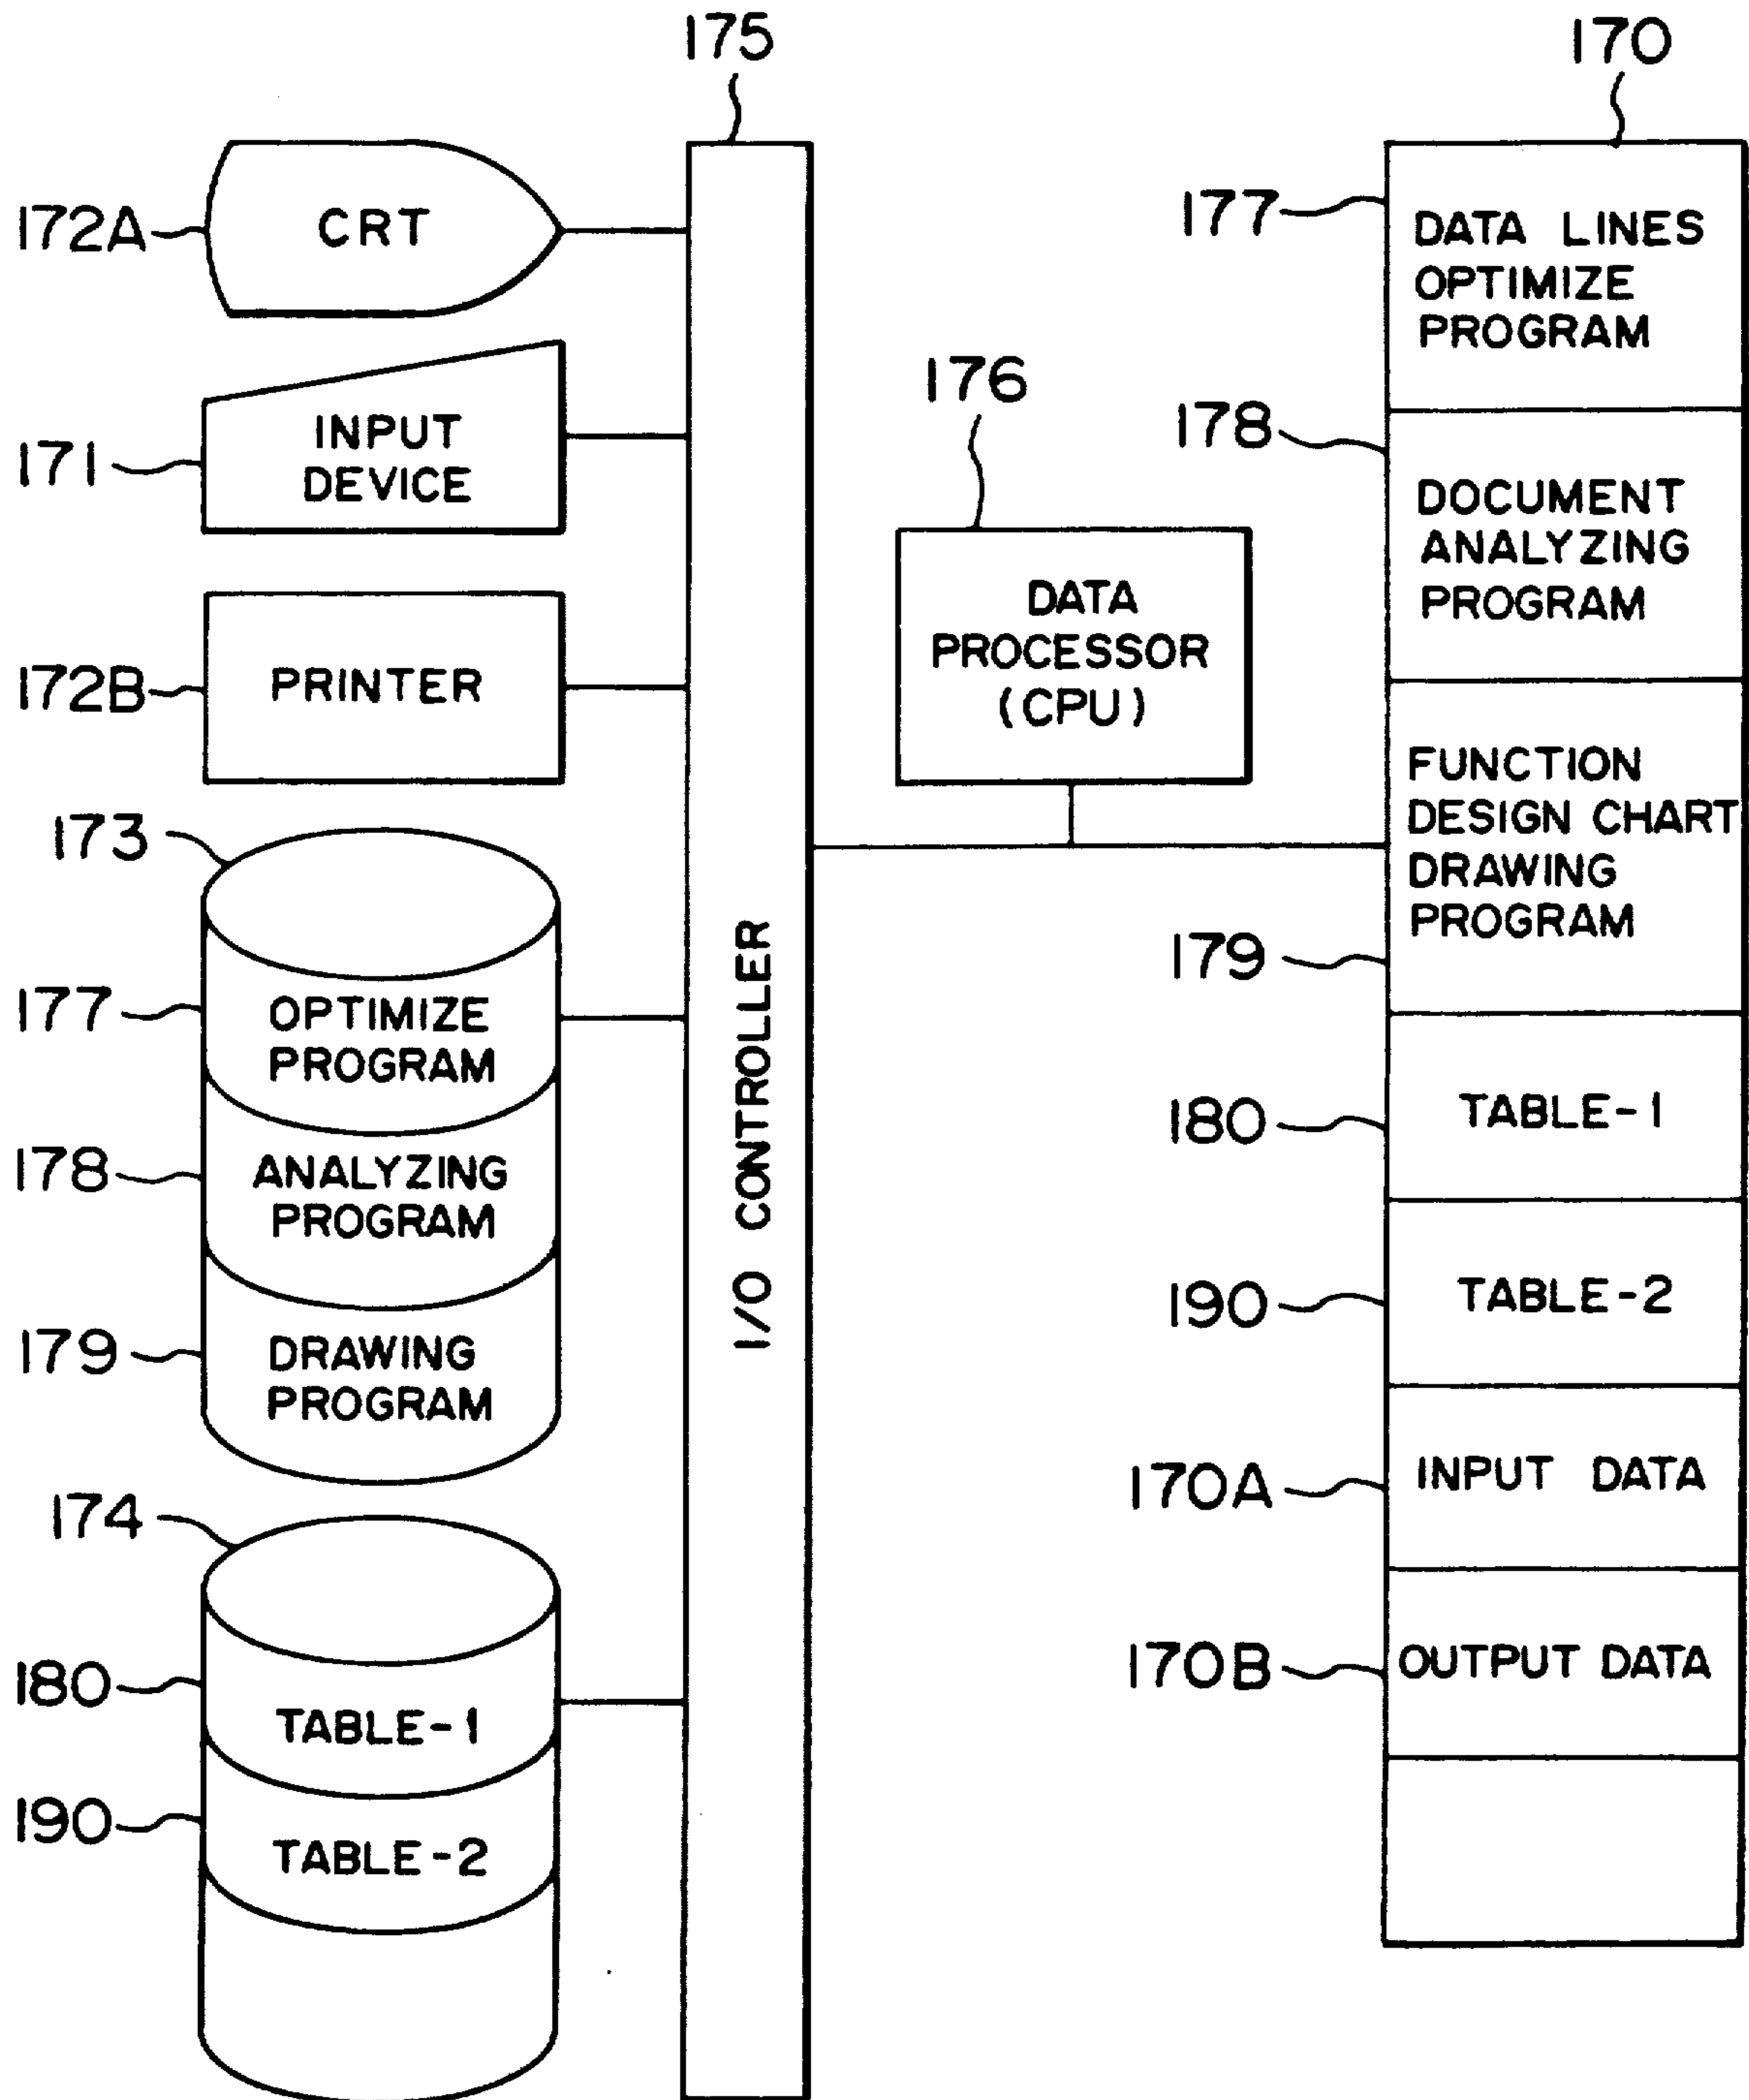 175
170
172A
CRT
171
INPUT
DEVICE
172B
PRINTER
173
177
OPTIMIZE
PROGRAM
178
ANALYZING
PROGRAM
179
DRAWING
PROGRAM
174
180
TABLE-1
190
TABLE-2
I/O CONTROLLER
176
DATA
PROCESSOR
(CPU)
177
DATA LINES
OPTIMIZE
PROGRAM
178
DOCUMENT
ANALYZING
PROGRAM
FUNCTION
DESIGN CHART
DRAWING
PROGRAM
179
180
TABLE-1
190
TABLE-2
170A
INPUT DATA
170B
OUTPUT DATA